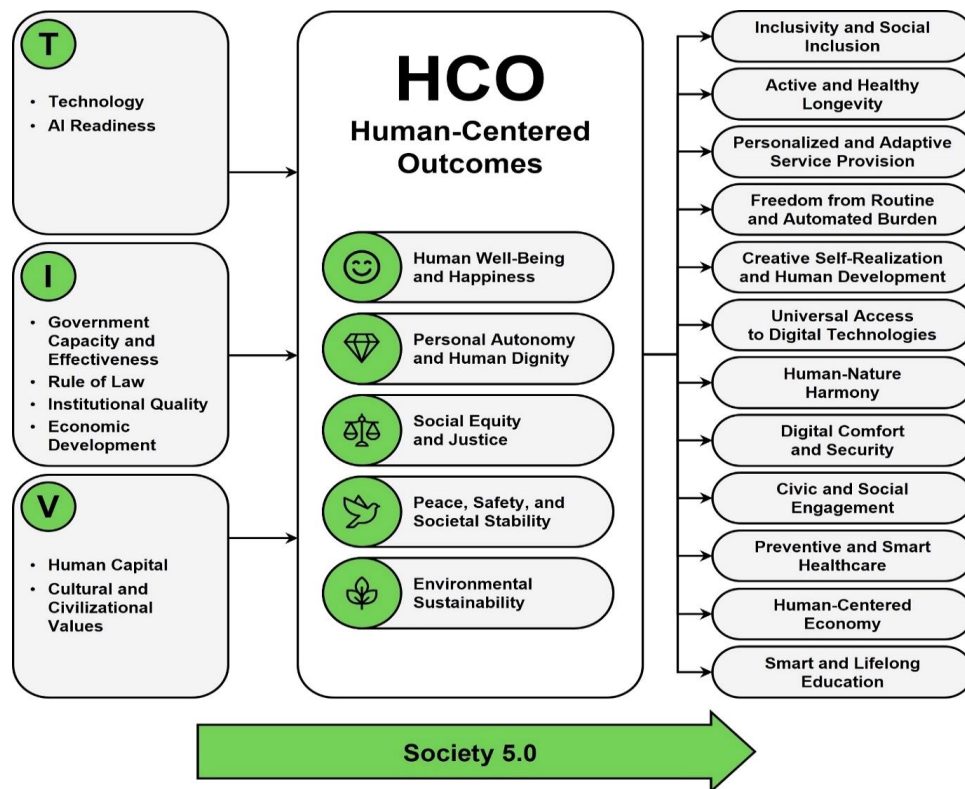 T
• Technology
• AI Readiness
I
• Government
Capacity and
Effectiveness
• Rule of Law
• Institutional Quality
• Economic
Development
V
• Human Capital
• Cultural and
Civilizational
Values
HCO
Human-Centered
Outcomes
Human Well-Being
and Happiness
Personal Autonomy
and Human Dignity
Social Equity
and Justice
Peace, Safety, and
Societal Stability
Environmental
Sustainability
Inclusivity and Social
Inclusion
Active and Healthy
Longevity
Personalized and Adaptive
Service Provision
Freedom from Routine
and Automated Burden
Creative Self-Realization
and Human Development
Universal Access
to Digital Technologies
Human-Nature
Harmony
Digital Comfort
and Security
Civic and Social
Engagement
Preventive and Smart
Healthcare
Human-Centered
Economy
Smart and Lifelong
Education
Society 5.0